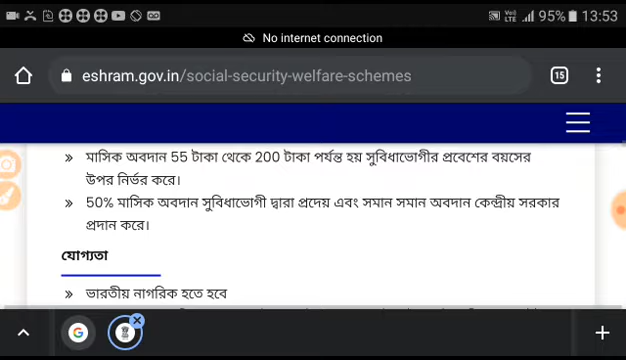 95% 13:53
No internet connection
eshram.gov.in/social-security-welfare-schemes
15
» মাসিক অবদান 55 টাকা থেকে 200 টাকা পর্যন্ত হয় সুবিধাভোগীর প্রবেশের বয়সের
উপর নির্ভর করে।
» 50% মাসিক অবদান সুবিধাভোগী দ্বারা প্রদেয় এবং সমান সমান অবদান কেন্দ্রীয় সরকার
প্রদান করে।
যোগ্যতা
» ভারতীয় নাগরিক হতে হবে